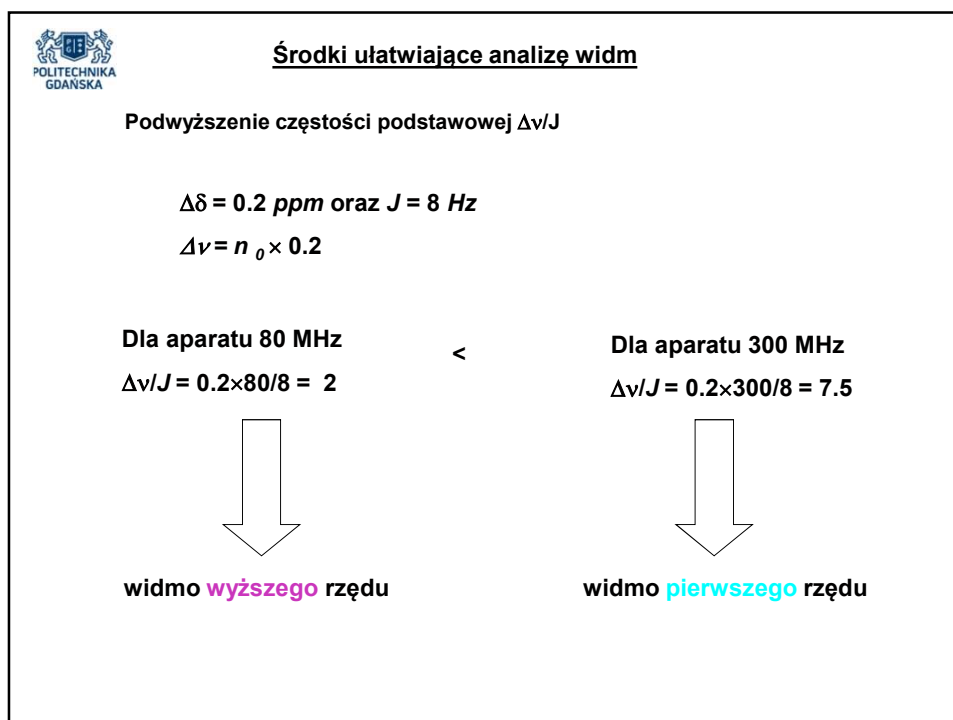 POLITECHNIKA
GDAŃSKA
Środki ułatwiające analizę widm
Podwyższenie częstości podstawowej Δν/J
Δδ = 0.2 ppm oraz J = 8 Hz
Δν = n 0 × 0.2
Dla aparatu 80 MHz
Δν/J = 0.2×80/8 = 2
<
Dla aparatu 300 MHz
Δν/J = 0.2×300/8 = 7.5
widmo wyższego rzędu
widmo pierwszego rzędu